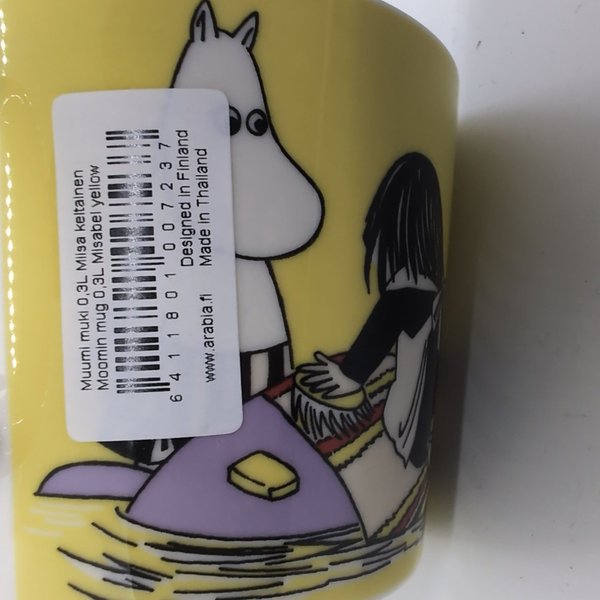 Muumi muki 0,3L Miisa keltainen
Moomin mug 0,3L Misabel yellow
6 411801 007237
Designed in Finland
www.arabia.fi Made in Thailand